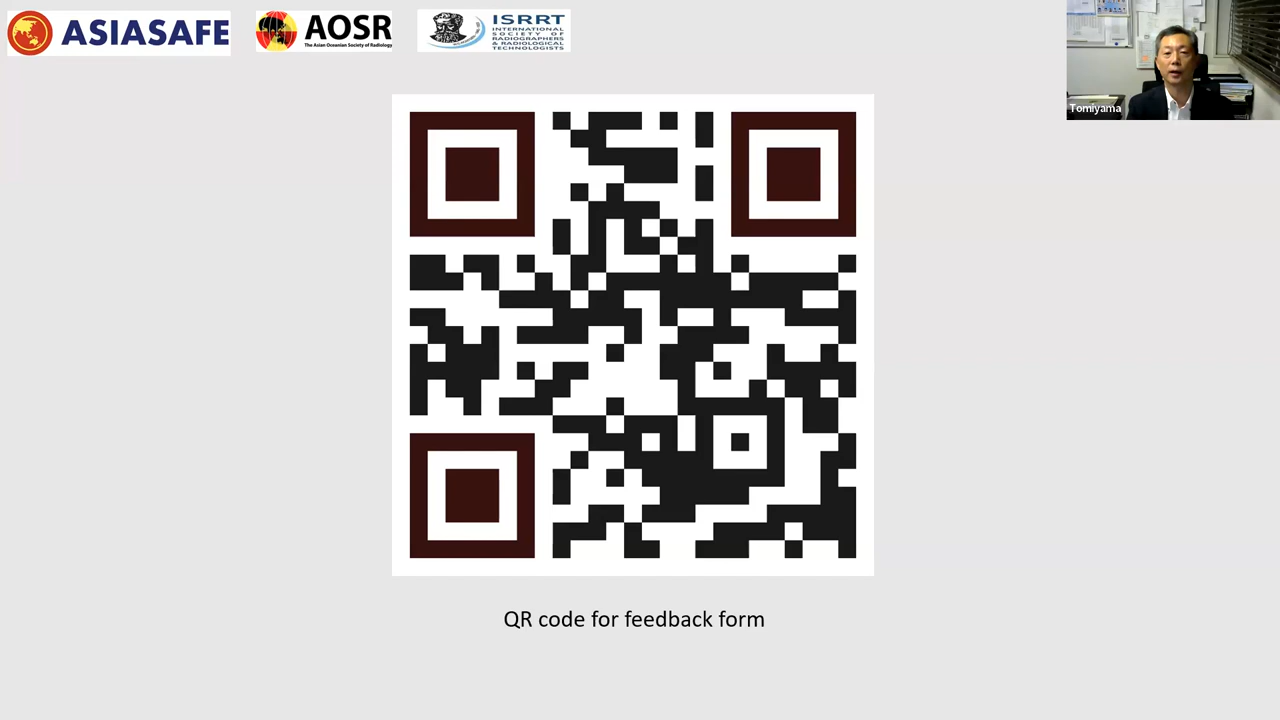 ASIASAFE
AOSR
The Asian Oceanian Society of Radiology
ISRRT
INTERNATIONAL
SOCIETY OF
RADIOGRAPHERS
& RADIOLOGICAL
TECHNOLOGISTS
Tomiyama
QR code for feedback form